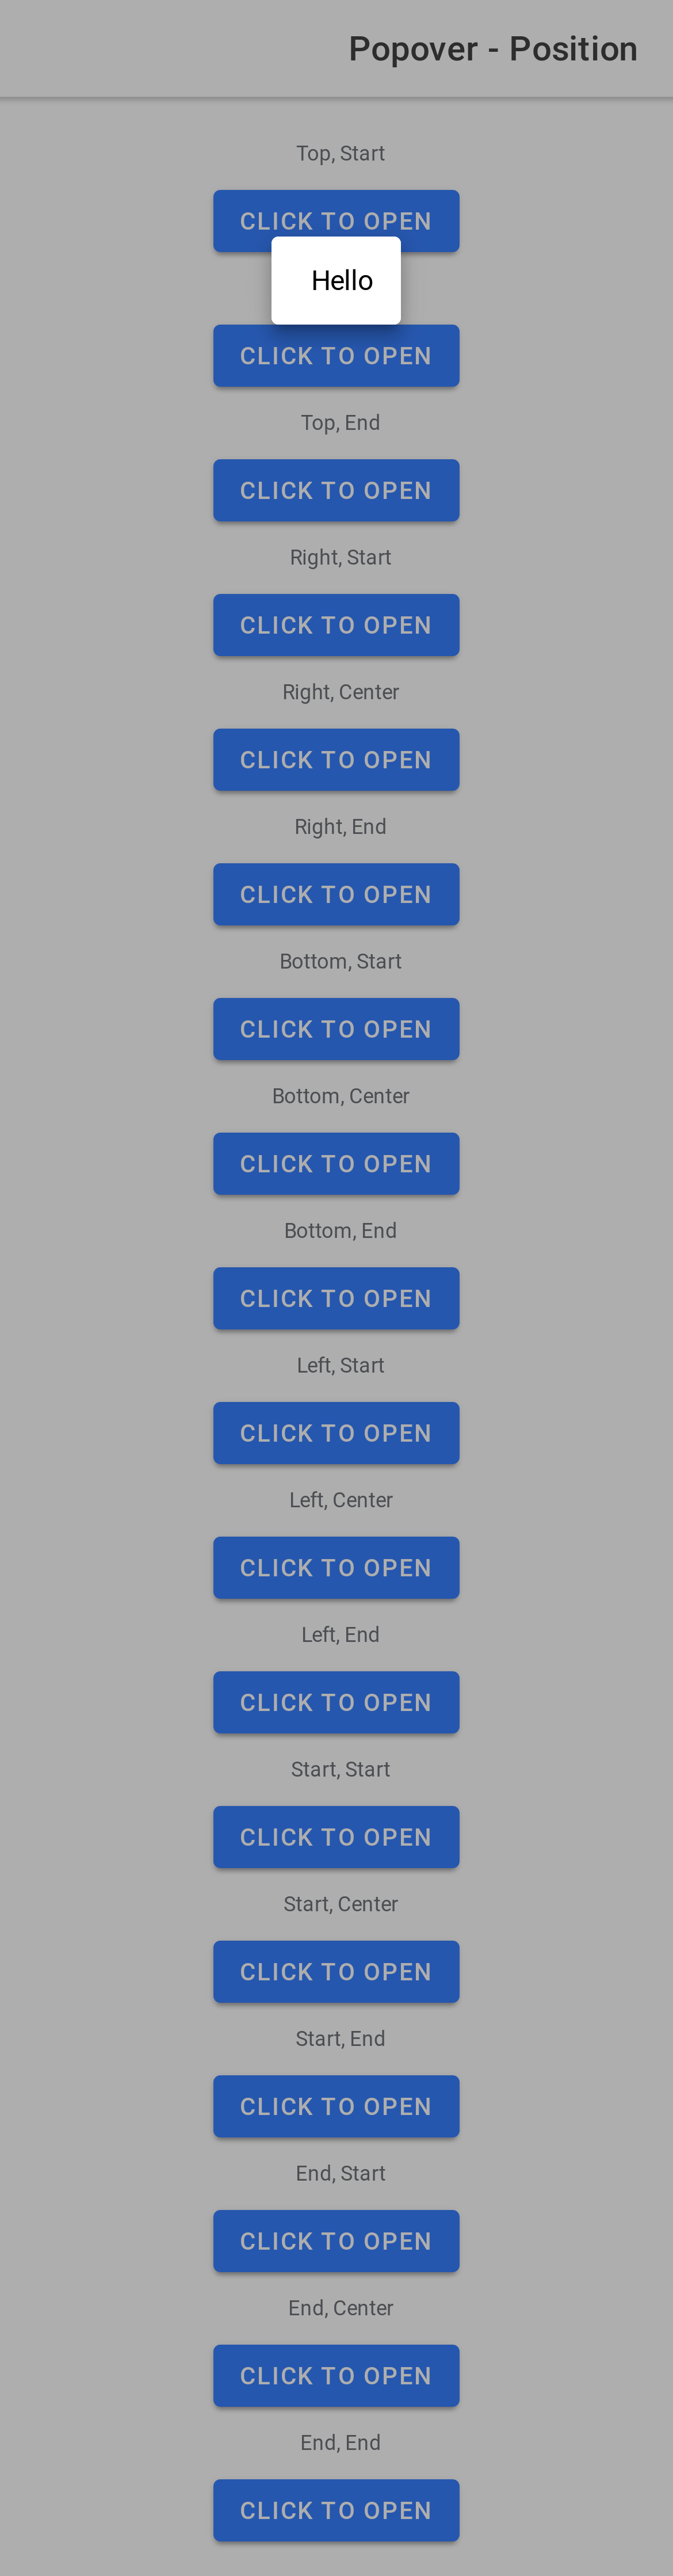 Popover - Position
Top, Start
CLICK TO OPEN
Hello
CLICK TO OPEN
Top, End
CLICK TO OPEN
Right, Start
CLICK TO OPEN
Right, Center
CLICK TO OPEN
Right, End
CLICK TO OPEN
Bottom, Start
CLICK TO OPEN
Bottom, Center
CLICK TO OPEN
Bottom, End
CLICK TO OPEN
Left, Start
CLICK TO OPEN
Left, Center
CLICK TO OPEN
Left, End
CLICK TO OPEN
Start, Start
CLICK TO OPEN
Start, Center
CLICK TO OPEN
Start, End
CLICK TO OPEN
End, Start
CLICK TO OPEN
End, Center
CLICK TO OPEN
End, End
CLICK TO OPEN